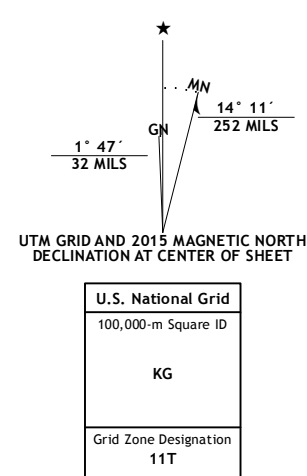 ★
MN
GN
14° 11´
252 MILS
1° 47´
32 MILS
UTM GRID AND 2015 MAGNETIC NORTH
DECLINATION AT CENTER OF SHEET
U.S. National Grid
100,000-m Square ID
KG
Grid Zone Designation
11T